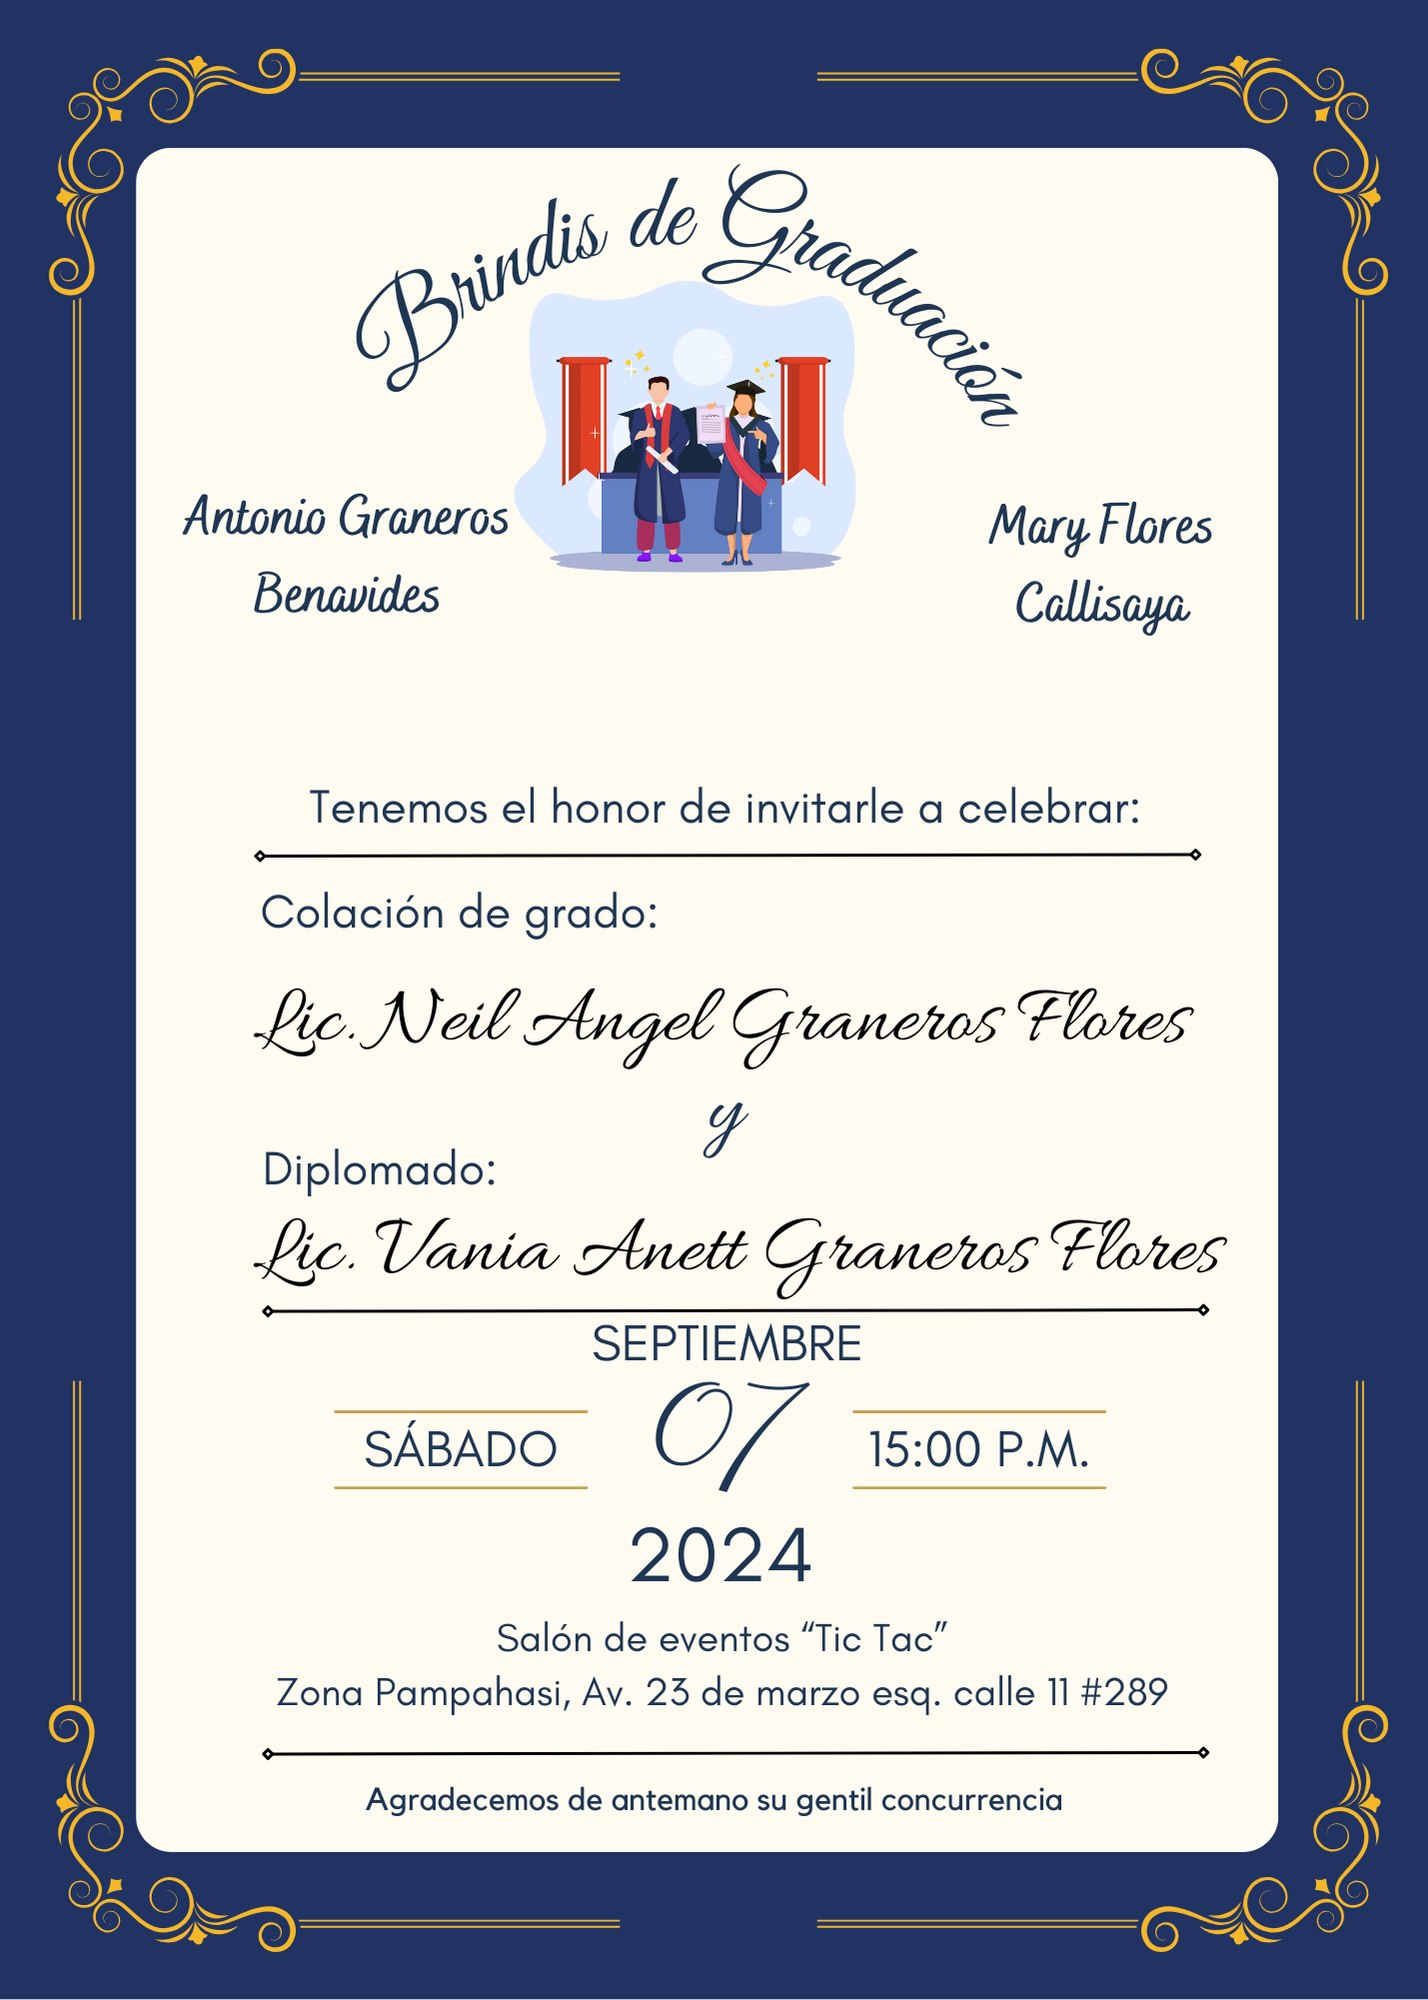 Brindis de Graduación
Antonio Graneros
Benavides
Mary Flores
Callisaya
Tenemos el honor de invitarle a celebrar:
Colación de grado:
Lic. Neil Angel Graneros Flores
y
Diplomado:
Lic. Vania Anett Graneros Flores
SEPTIEMBRE
SÁBADO
07
15:00 P.M.
2024
Salón de eventos “Tic Tac”
Zona Pampahasi, Av. 23 de marzo esq. calle 11 #289
Agradecemos de antemano su gentil concurrencia